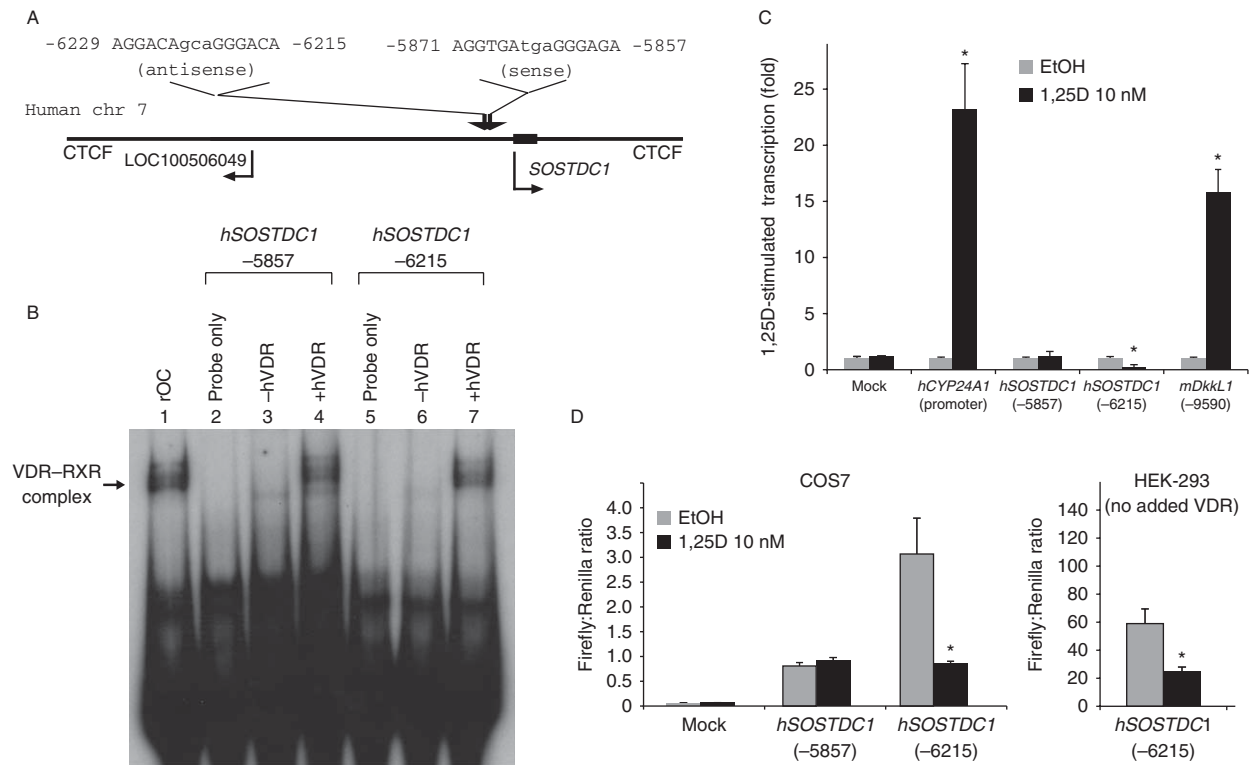 A
-6229 AGGACAgcaGGGACA -6215
(antisense)
-5871 AGGTGAtgaGGGAGA -5857
(sense)
Human chr 7
CTCF
LOC100506049
SOSTDC1
CTCF
B
hSOSTDC1
–5857
hSOSTDC1
–6215
rOC
Probe only
–hVDR
+hVDR
Probe only
–hVDR
+hVDR
1 2 3 4 5 6 7
VDR–RXR
complex
C
1,25D-stimulated transcription (fold)
25
20
15
10
5
0
EtOH
1,25D 10 nM
*
*
*
Mock
hCYP24A1
(promoter)
hSOSTDC1
(–5857)
hSOSTDC1
(–6215)
mDkkL1
(–9590)
D
COS7
Firefly:Renilla ratio
4.0
3.5
3.0
2.5
2.0
1.5
1.0
0.5
0
EtOH
1,25D 10 nM
*
Mock
hSOSTDC1
(–5857)
hSOSTDC1
(–6215)
HEK-293
(no added VDR)
Firefly:Renilla ratio
140
120
100
80
60
40
20
0
*
hSOSTDC1
(–6215)